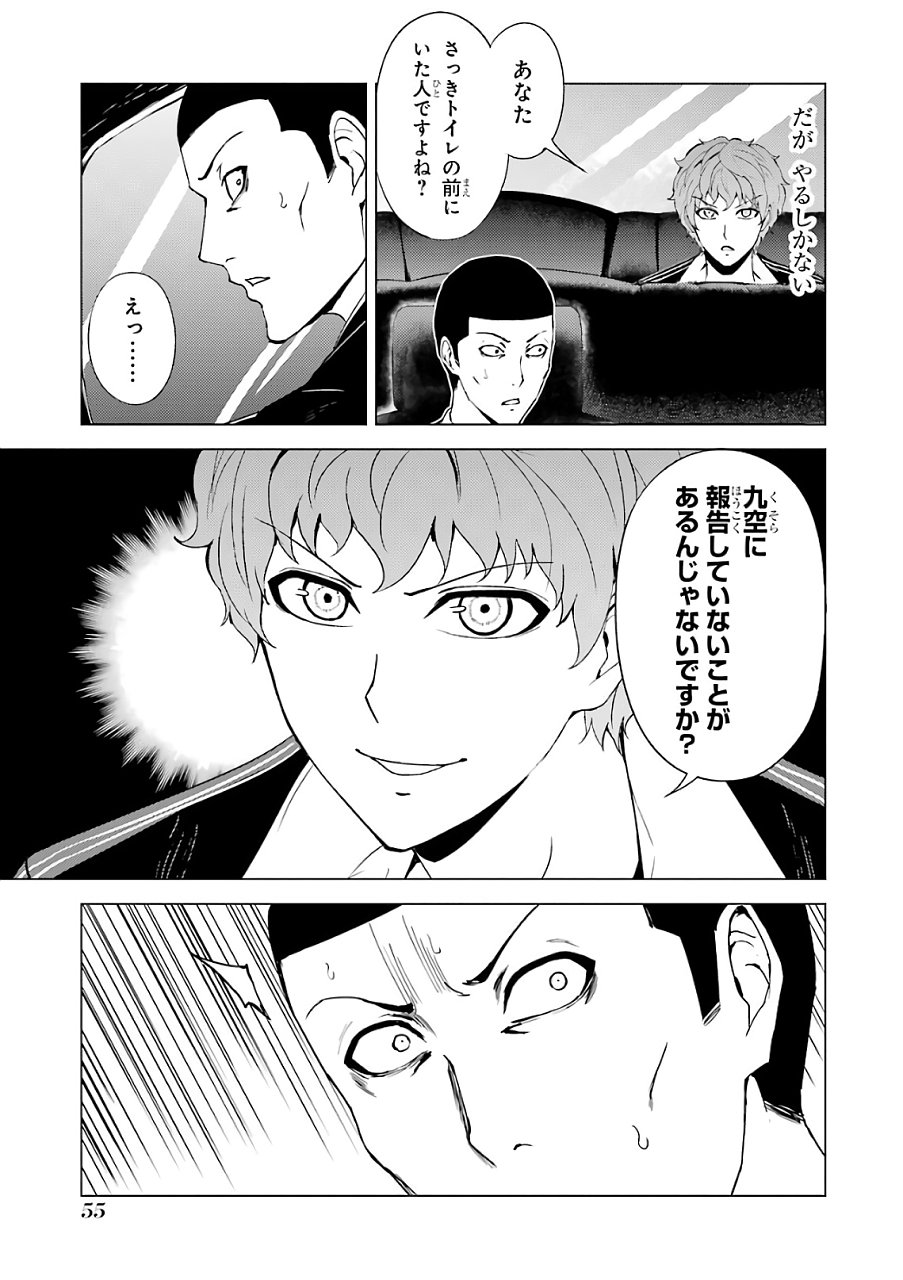 だが やるしかない
あなた
さっきトイレの前に
いた人ですよね?
えっ……
九空に
報告していないことが
あるんじゃないですか?
55